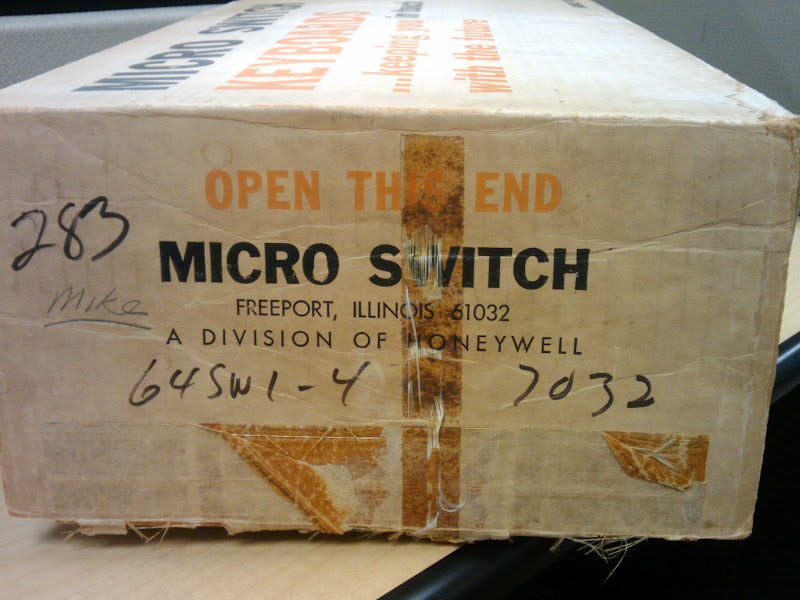 MICRO SWITCH
KEYBOARDS
...keeping you in touch
with the future
OPEN THIS END
283
Mike
MICRO SWITCH
FREEPORT, ILLINOIS 61032
A DIVISION OF HONEYWELL
64SW1-4 7032